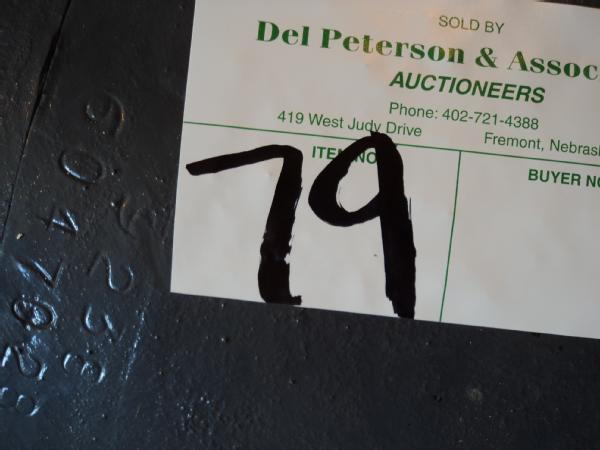 SOLD BY
Del Peterson & Assoc
AUCTIONEERS
Phone: 402-721-4388
419 West Judy Drive
Fremont, Nebrask
ITEM NO
BUYER NO
79